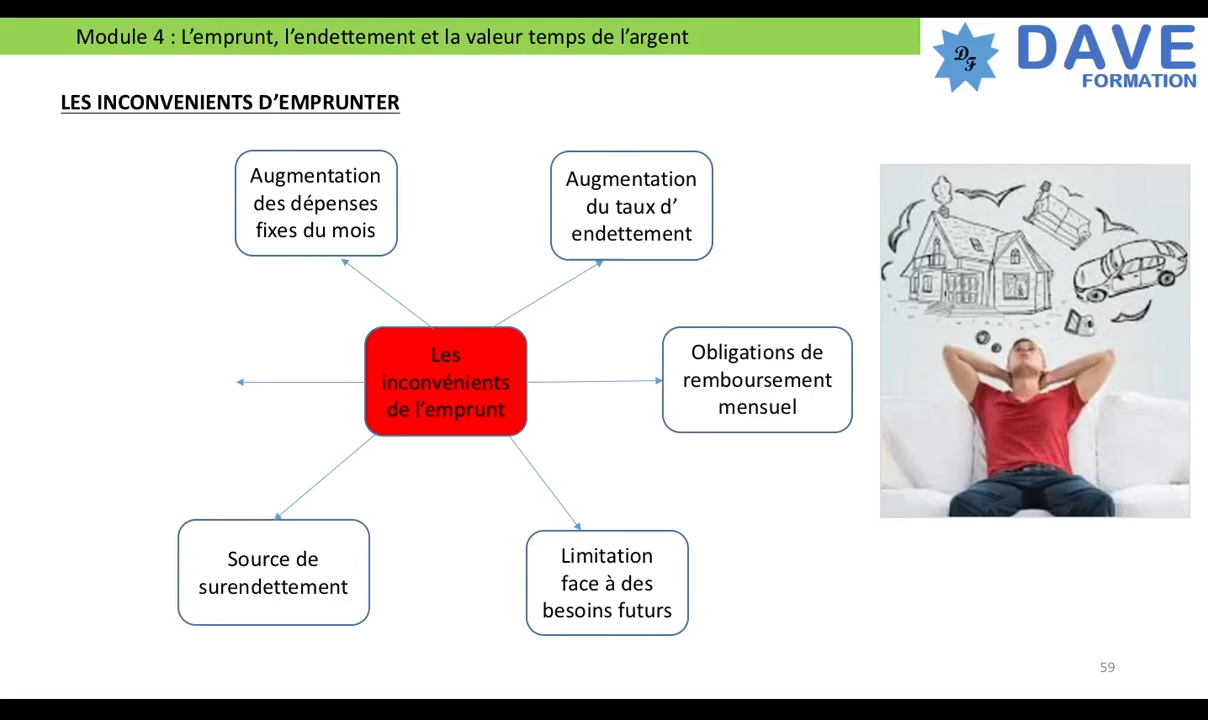 Module 4 : L'emprunt, l'endettement et la valeur temps de l'argent
DF
DAVE
FORMATION
LES INCONVENIENTS D'EMPRUNTER
Augmentation
des dépenses
fixes du mois
Augmentation
du taux d'
endettement
Les
inconvénients
de l'emprunt
Obligations de
remboursement
mensuel
Source de
surendettement
Limitation
face à des
besoins futurs
59